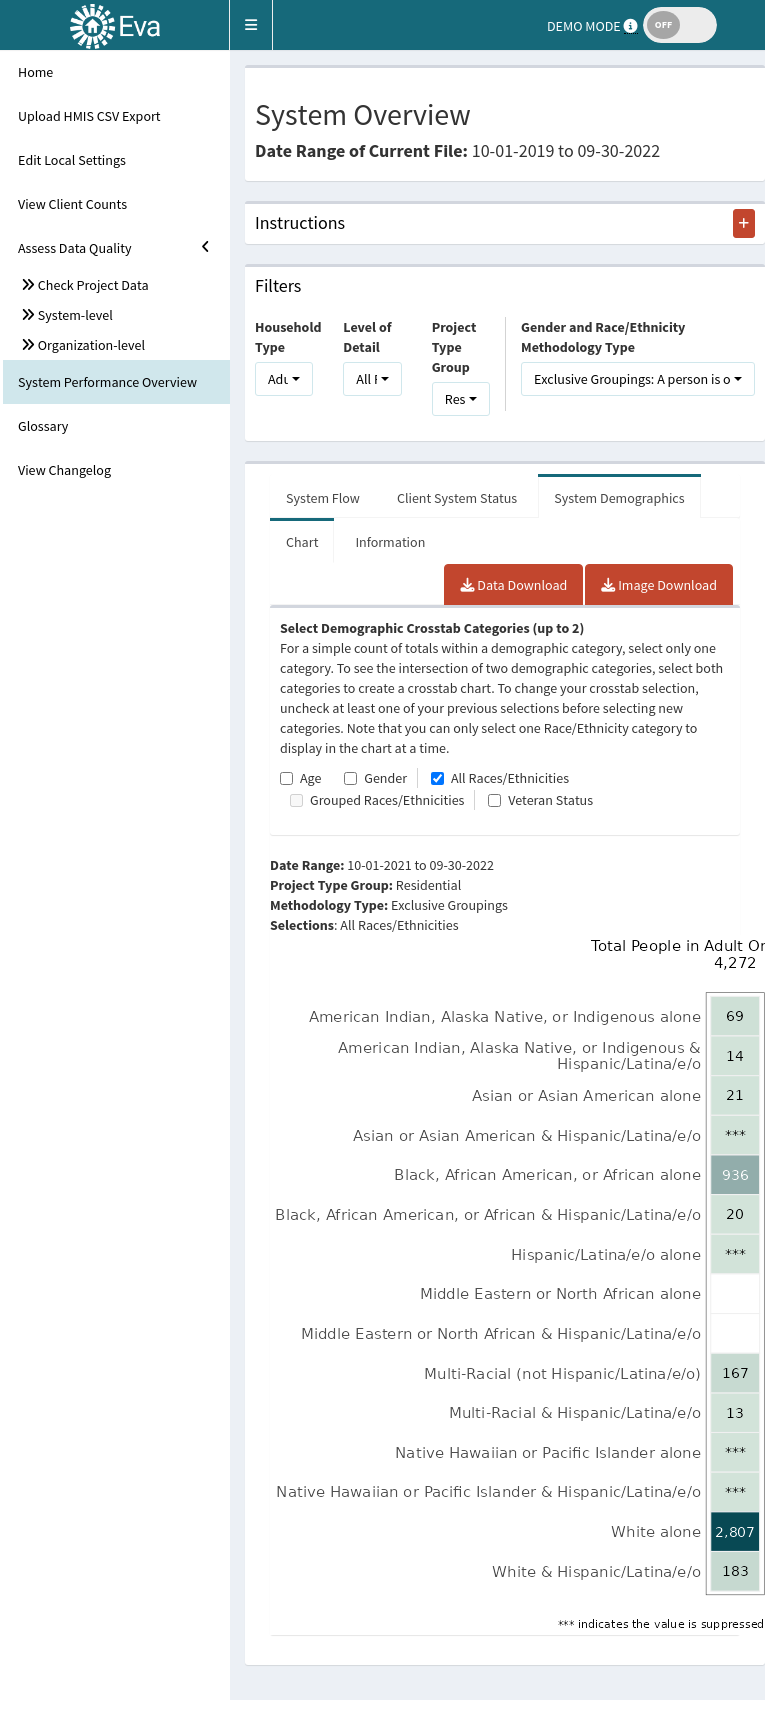 Eva
DEMO MODE
OFF
Home
Upload HMIS CSV Export
Edit Local Settings
View Client Counts
Assess Data Quality
Check Project Data
System-level
Organization-level
System Performance Overview
Glossary
View Changelog
System Overview
Date Range of Current File: 10-01-2019 to 09-30-2022
Instructions
+
Filters
Household
Type
Level of
Detail
Project
Type
Group
Gender and Race/Ethnicity
Methodology Type
All
Res
Exclusive Groupings: A person is o
System Flow
Client System Status
System Demographics
Chart
Information
Data Download
Image Download
Select Demographic Crosstab Categories (up to 2)
For a simple count of totals within a demographic category, select only one
category. To see the intersection of two demographic categories, select both
categories to create a crosstab chart. To change your crosstab selection,
uncheck at least one of your previous selections before selecting new
categories. Note that you can only select one Race/Ethnicity category to
display in the chart at a time.
Age
Gender
All Races/Ethnicities
Grouped Races/Ethnicities
Veteran Status
Date Range: 10-01-2021 to 09-30-2022
Project Type Group: Residential
Methodology Type: Exclusive Groupings
Selections: All Races/Ethnicities
Total People in Adult
4,272
American Indian, Alaska Native, or Indigenous alone 69
American Indian, Alaska Native, or Indigenous &
Hispanic/Latina/e/o 14
Asian or Asian American alone 21
Asian or Asian American & Hispanic/Latina/e/o ***
Black, African American, or African alone 936
Black, African American, or African & Hispanic/Latina/e/o 20
Hispanic/Latina/e/o alone ***
Middle Eastern or North African alone
Middle Eastern or North African & Hispanic/Latina/e/o
Multi-Racial (not Hispanic/Latina/e/o) 167
Multi-Racial & Hispanic/Latina/e/o 13
Native Hawaiian or Pacific Islander alone ***
Native Hawaiian or Pacific Islander & Hispanic/Latina/e/o ***
White alone 2,807
White & Hispanic/Latina/e/o 183
*** indicates the value is suppressed